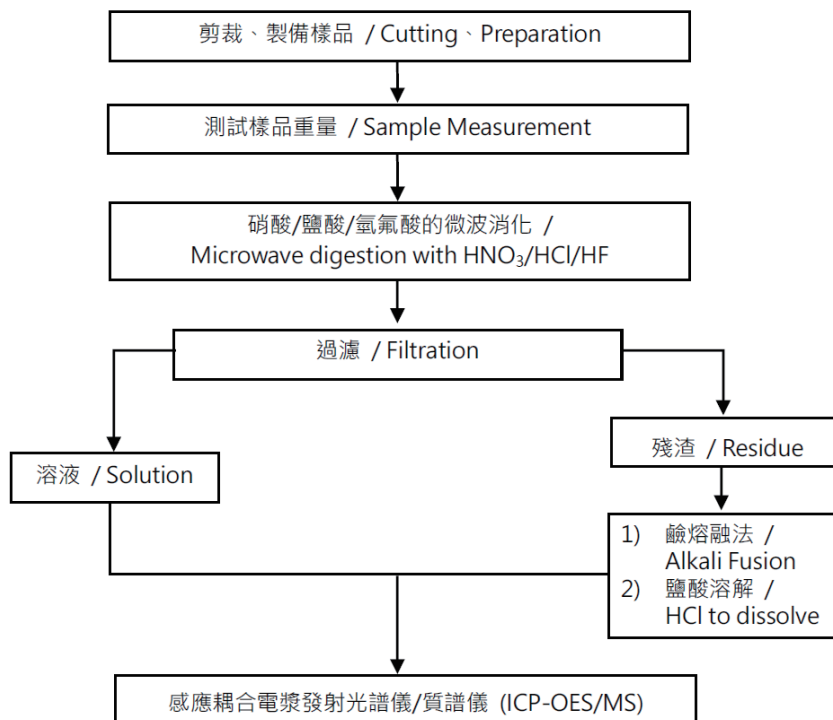 剪裁、製備樣品 / Cutting、Preparation
測試樣品重量 / Sample Measurement
硝酸/鹽酸/氫氟酸的微波消化 /
Microwave digestion with HNO₃/HCl/HF
過濾 / Filtration
溶液 / Solution
殘渣 / Residue
1) 鹼熔融法 /
Alkali Fusion
2) 鹽酸溶解 /
HCl to dissolve
感應耦合電漿發射光譜儀/質譜儀 (ICP-OES/MS)